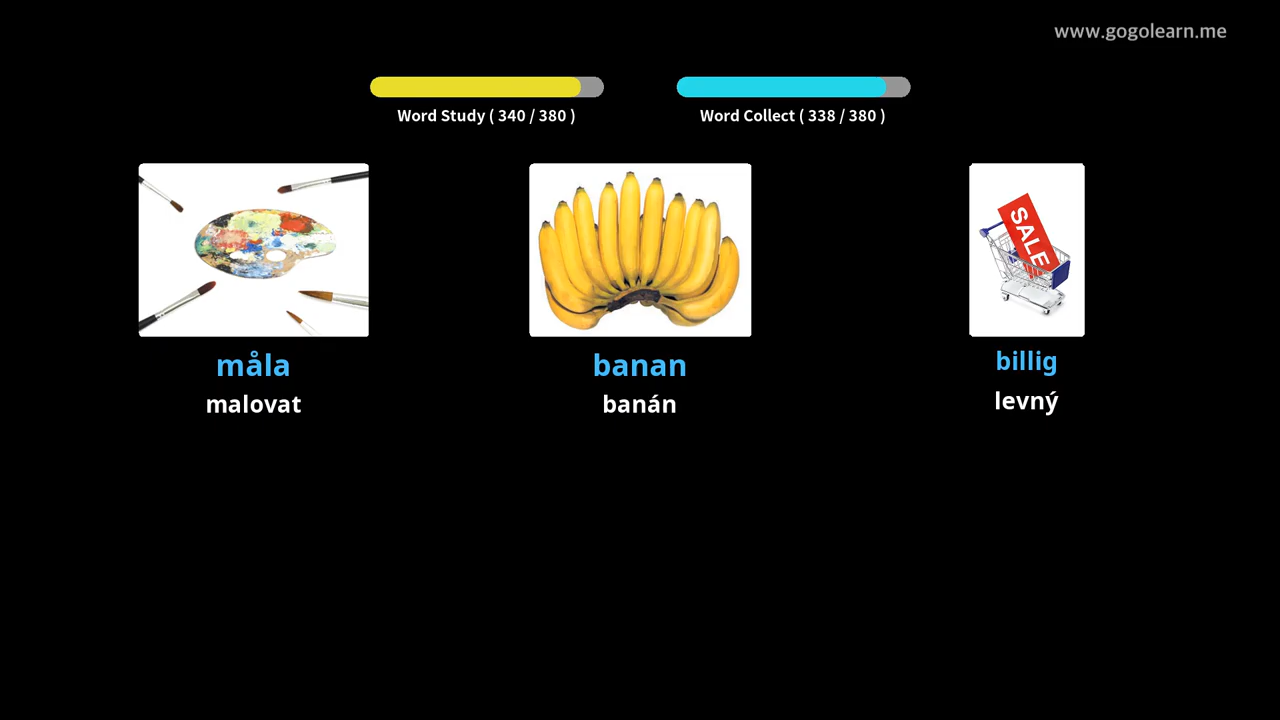 www.gogolearn.me
Word Study ( 340 / 380 )
Word Collect ( 338 / 380 )
SALE
måla
banan
billig
malovat
banán
levný